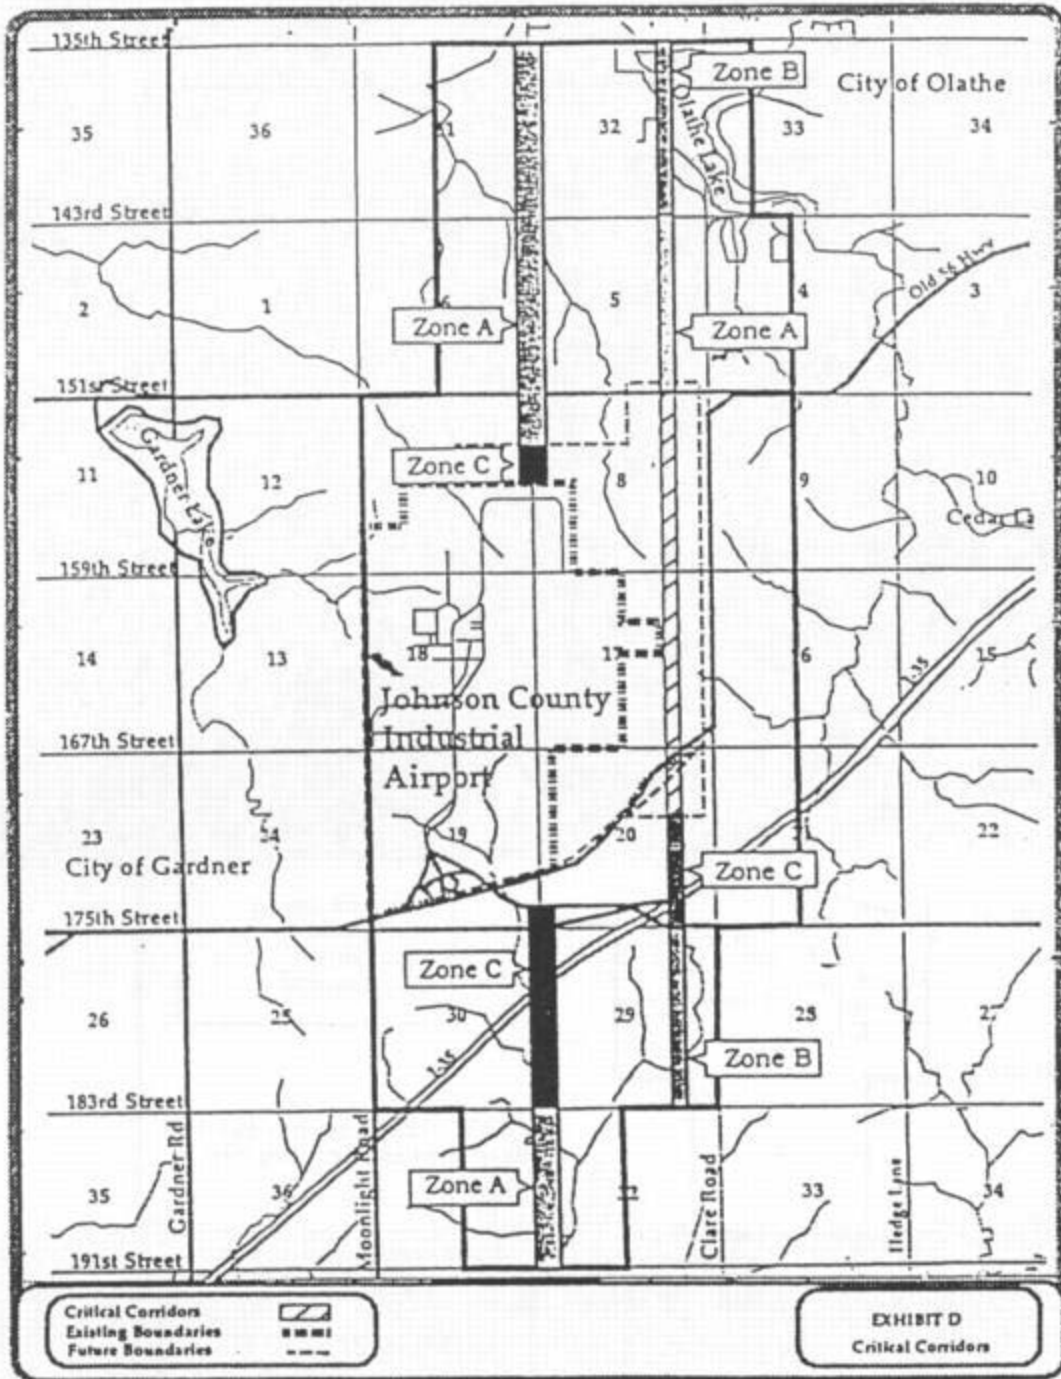 135th Street
Zone B
City of Olathe
35
36
31
32
33
34
Olathe Lake
143rd Street
2
1
6
5
4
3
Old 56 Hwy
Zone A
Zone A
151st Street
Gardner Lake
11
12
Zone C
8
9
10
Cedar
159th Street
14
13
18
17
16
15
I-35
Johnson County
Industrial
Airport
167th Street
23
24
19
20
21
22
City of Gardner
Zone C
175th Street
Zone C
26
25
30
29
28
27
I-35
Zone B
183rd Street
Gardner Rd
Moonlight Road
Clare Road
Hedge Lane
Zone A
35
36
32
33
34
191st Street
Critical Corridors
Existing Boundaries
Future Boundaries
EXHIBIT D
Critical Corridors